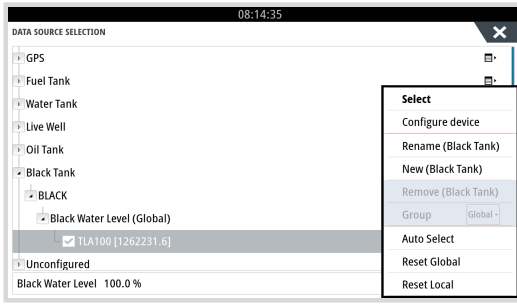 08:14:35
DATA SOURCE SELECTION
GPS
Fuel Tank
Water Tank
Live Well
Oil Tank
Black Tank
BLACK
Black Water Level (Global)
TLA100 [1262231.6]
Unconfigured
Black Water Level 100.0 %
Select
Configure device
Rename (Black Tank)
New (Black Tank)
Remove (Black Tank)
Group Global
Auto Select
Reset Global
Reset Local